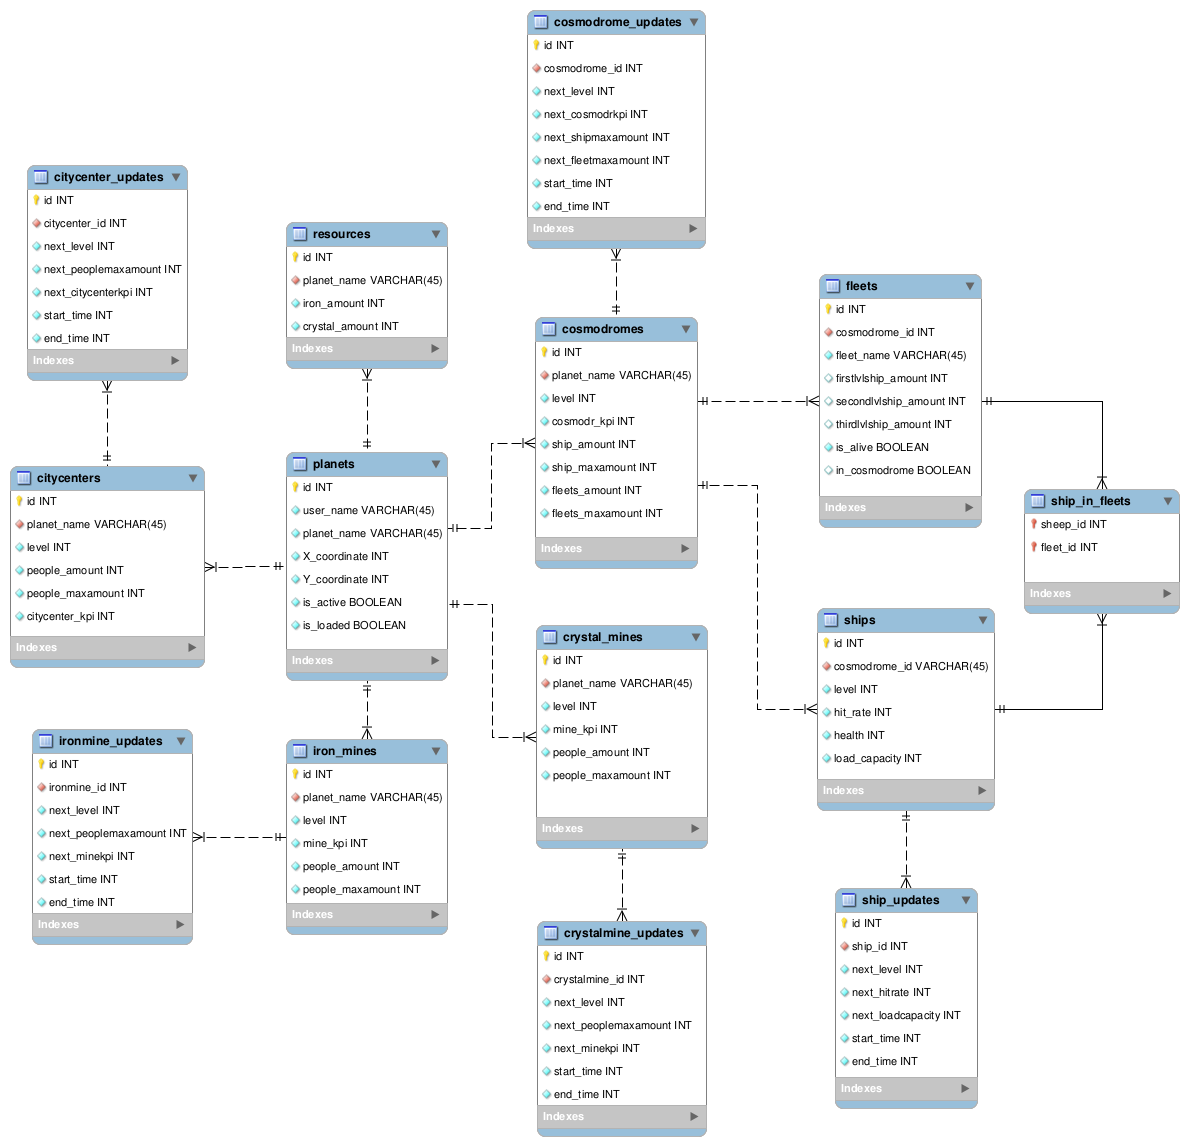 cosmodrome_updates
id INT
cosmodrome_id INT
next_level INT
next_cosmodrkpi INT
next_shipmaxamount INT
next_fleetmaxamount INT
start_time INT
end_time INT
Indexes
citycenter_updates
id INT
citycenter_id INT
next_level INT
next_peoplemaxamount INT
next_citycenterkpi INT
start_time INT
end_time INT
Indexes
resources
id INT
planet_name VARCHAR(45)
iron_amount INT
crystal_amount INT
Indexes
cosmodromes
id INT
planet_name VARCHAR(45)
level INT
cosmodr_kpi INT
ship_amount INT
ship_maxamount INT
fleets_amount INT
fleets_maxamount INT
Indexes
fleets
id INT
cosmodrome_id INT
fleet_name VARCHAR(45)
firstlvlship_amount INT
secondlvlship_amount INT
thirdlvlship_amount INT
is_alive BOOLEAN
in_cosmodrome BOOLEAN
Indexes
citycenters
id INT
planet_name VARCHAR(45)
level INT
people_amount INT
people_maxamount INT
citycenter_kpi INT
Indexes
planets
id INT
user_name VARCHAR(45)
planet_name VARCHAR(45)
X_coordinate INT
Y_coordinate INT
is_active BOOLEAN
is_loaded BOOLEAN
Indexes
ship_in_fleets
sheep_id INT
fleet_id INT
Indexes
crystal_mines
id INT
planet_name VARCHAR(45)
level INT
mine_kpi INT
people_amount INT
people_maxamount INT
Indexes
ships
id INT
cosmodrome_id VARCHAR(45)
level INT
hit_rate INT
health INT
load_capacity INT
Indexes
ironmine_updates
id INT
ironmine_id INT
next_level INT
next_peoplemaxamount INT
next_minekpi INT
start_time INT
end_time INT
Indexes
iron_mines
id INT
planet_name VARCHAR(45)
level INT
mine_kpi INT
people_amount INT
people_maxamount INT
Indexes
crystalmine_updates
id INT
crystalmine_id INT
next_level INT
next_peoplemaxamount INT
next_minekpi INT
start_time INT
end_time INT
Indexes
ship_updates
id INT
ship_id INT
next_level INT
next_hitrate INT
next_loadcapacity INT
start_time INT
end_time INT
Indexes